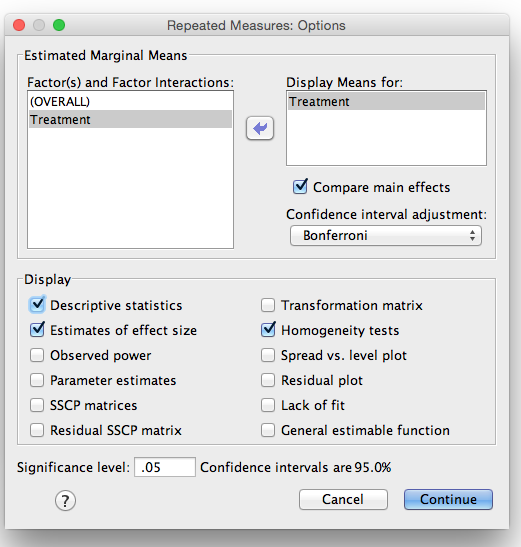 Repeated Measures: Options
Estimated Marginal Means
Factor(s) and Factor Interactions:
(OVERALL)
Treatment
Display Means for:
Treatment
Compare main effects
Confidence interval adjustment:
Bonferroni
Display
Descriptive statistics
Transformation matrix
Estimates of effect size
Homogeneity tests
Observed power
Spread vs. level plot
Parameter estimates
Residual plot
SSCP matrices
Lack of fit
Residual SSCP matrix
General estimable function
Significance level: .05 Confidence intervals are 95.0%
? Cancel Continue